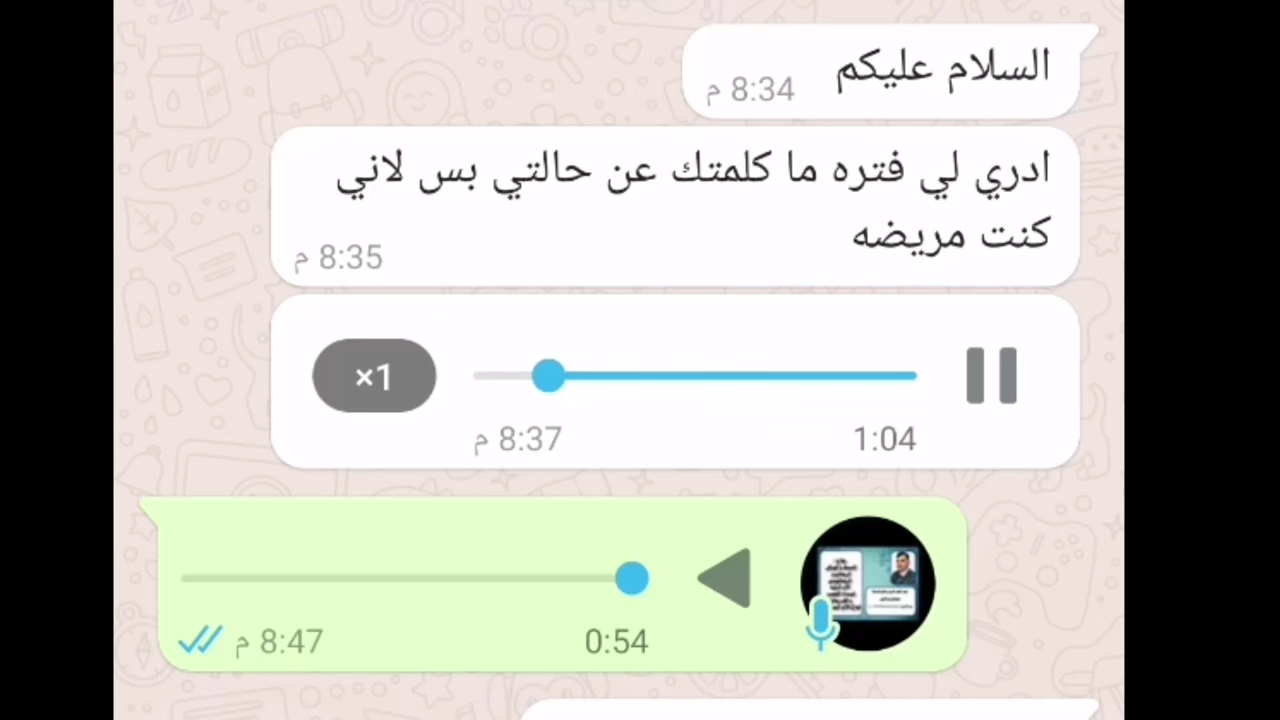 السلام عليكم
8:34 م
ادري لي فتره ما كلمتك عن حالتي بس لاني
كنت مريضه
8:35 م
×1
1:04
8:37 م
0:54
8:47 م